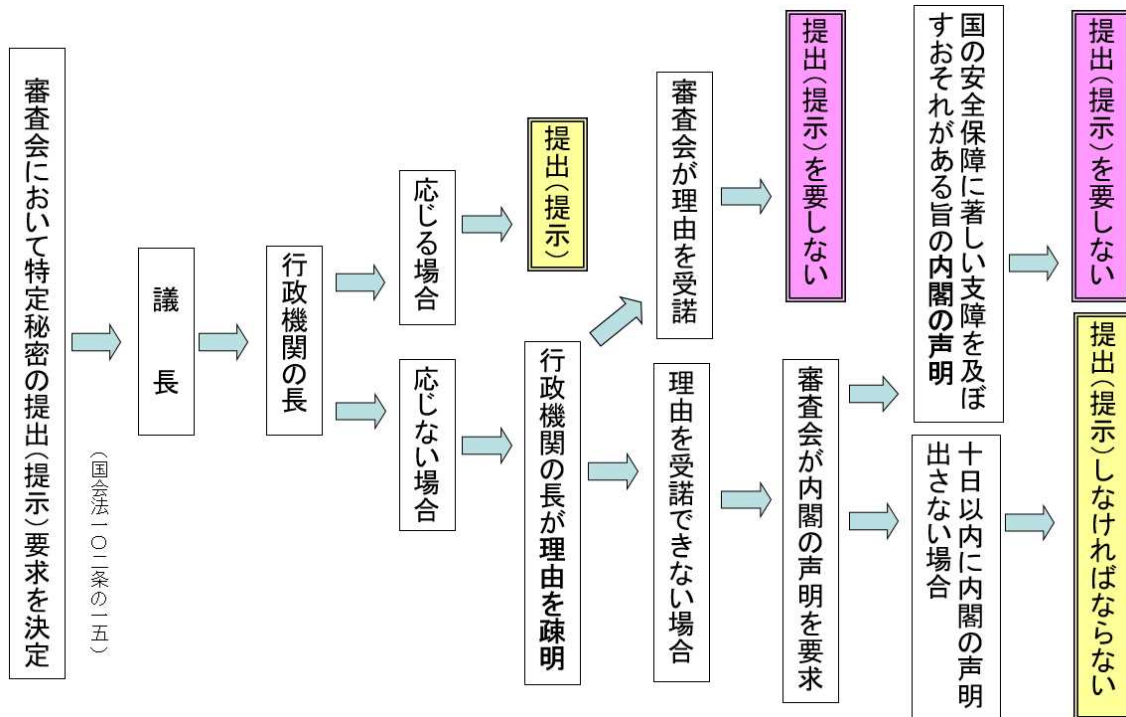 審査会において特定秘密の提出（提示）要求を決定
（国会法一〇二条の一五）
議　長
行政機関の長
応じる場合
提出（提示）
応じない場合
行政機関の長が理由を疎明
審査会が理由を受諾
提出（提示）を要しない
理由を受諾できない場合
審査会が内閣の声明を要求
国の安全保障に著しい支障を及ぼ
すおそれがある旨の内閣の声明
提出（提示）を要しない
十日以内に内閣の声明
出さない場合
提出（提示）しなければならない